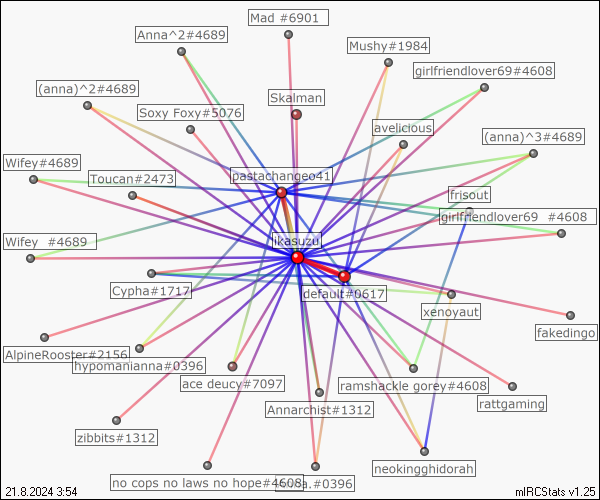 Mad #6901
Anna^2#4689
Mushy#1984
girlfriendlover69#4608
(anna)^2#4689
Skalman
Soxy Foxy#5076
avelicious
(anna)^3#4689
Wifey#4689
Toucan#2473
pastachangeo41
frisout
girlfriendlover69 #4608
Wifey #4689
ikasuzu
Cypha#1717
default#0617
xenoyaut
fakedingo
AlpineRooster#2156
hypomanianna#0396
ace deucy#7097
ramshackle gorey#4608
rattgaming
Annarchist#1312
zibbits#1312
neokingghidorah
no cops no laws no hope#4608
.#0396
21.8.2024 3:54
mIRCStats v1.25